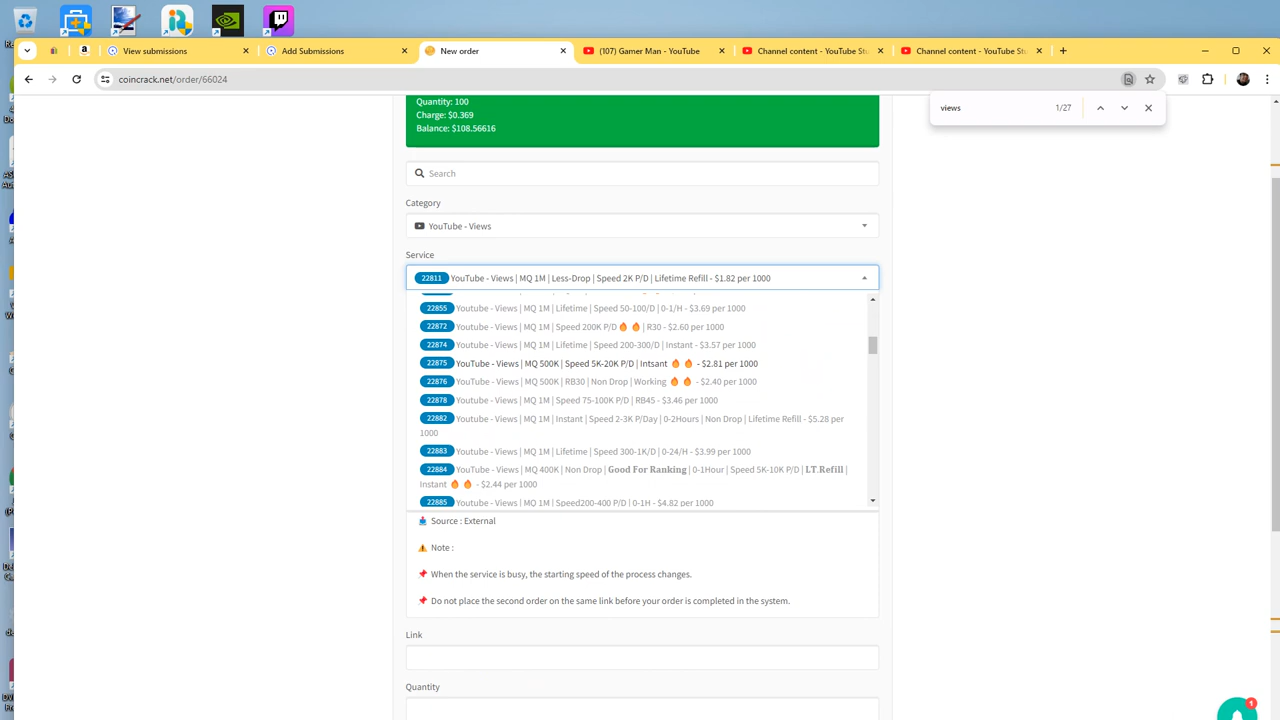 View submissions
Add Submissions
New order
(107) Gamer Man - YouTube
Channel content - YouTube St
Channel content - YouTube St
coincrack.net/order/66024
views
1/27
Quantity: 100
Charge: $0.369
Balance: $108.56616
Search
Category
YouTube - Views
Service
22811 YouTube - Views | MQ 1M | Less-Drop | Speed 2K P/D | Lifetime Refill - $1.82 per 1000
22855 Youtube - Views | MQ 1M | Lifetime | Speed 50-100/D | 0-1/H - $3.69 per 1000
22872 YouTube - Views | MQ 1M | Speed 200K P/D🔥 🔥 | R30 - $2.60 per 1000
22874 Youtube - Views | MQ 1M | Lifetime | Speed 200-300/D | Instant - $3.57 per 1000
22875 YouTube - Views | MQ 500K | Speed 5K-20K P/D | Intsant 🔥 🔥 - $2.81 per 1000
22876 YouTube - Views | MQ 500K | RB30 | Non Drop | Working 🔥 🔥 - $2.40 per 1000
22878 YouTube - Views | MQ 1M | Speed 75-100K P/D | RB45 - $3.46 per 1000
22882 Youtube - Views | MQ 1M | Instant | Speed 2-3K P/Day | 0-2Hours | Non Drop | Lifetime Refill - $5.28 per
1000
22883 Youtube - Views | MQ 1M | Lifetime | Speed 300-1K/D | 0-24/H - $3.99 per 1000
22884 YouTube - Views | MQ 400K | Non Drop | Good For Ranking | 0-1Hour | Speed 5K-10K P/D | LT.Refill |
Instant 🔥 🔥 - $2.44 per 1000
22885 Youtube - Views | MQ 1M | Speed200-400 P/D | 0-1H - $4.82 per 1000
Source : External
Note :
When the service is busy, the starting speed of the process changes.
Do not place the second order on the same link before your order is completed in the system.
Link
Quantity
1